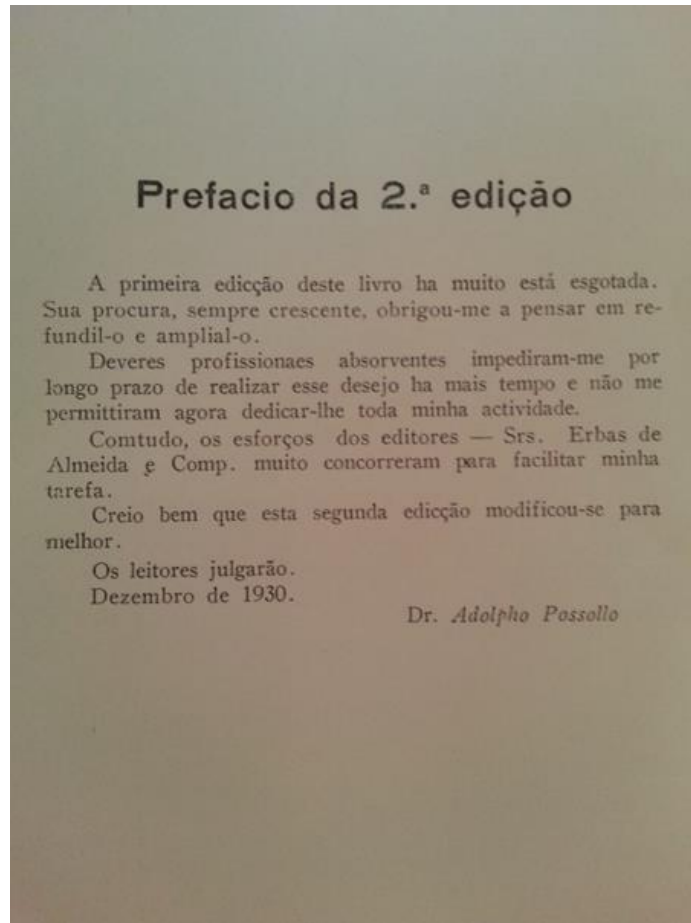 Prefacio da 2.ª edição
A primeira edicção deste livro ha muito está esgotada.
Sua procura, sempre crescente, obrigou-me a pensar em re-
fundil-o e amplial-o.
Deveres profissionaes absorventes impediram-me por
longo prazo de realizar esse desejo ha mais tempo e não me
permittiram agora dedicar-lhe toda minha actividade.
Comtudo, os esforços dos editores — Srs. Erbas de
Almeida e Comp. muito concorreram para facilitar minha
tarefa.
Creio bem que esta segunda edicção modificou-se para
melhor.
Os leitores julgarão.
Dezembro de 1930.
Dr. Adolpho Possollo